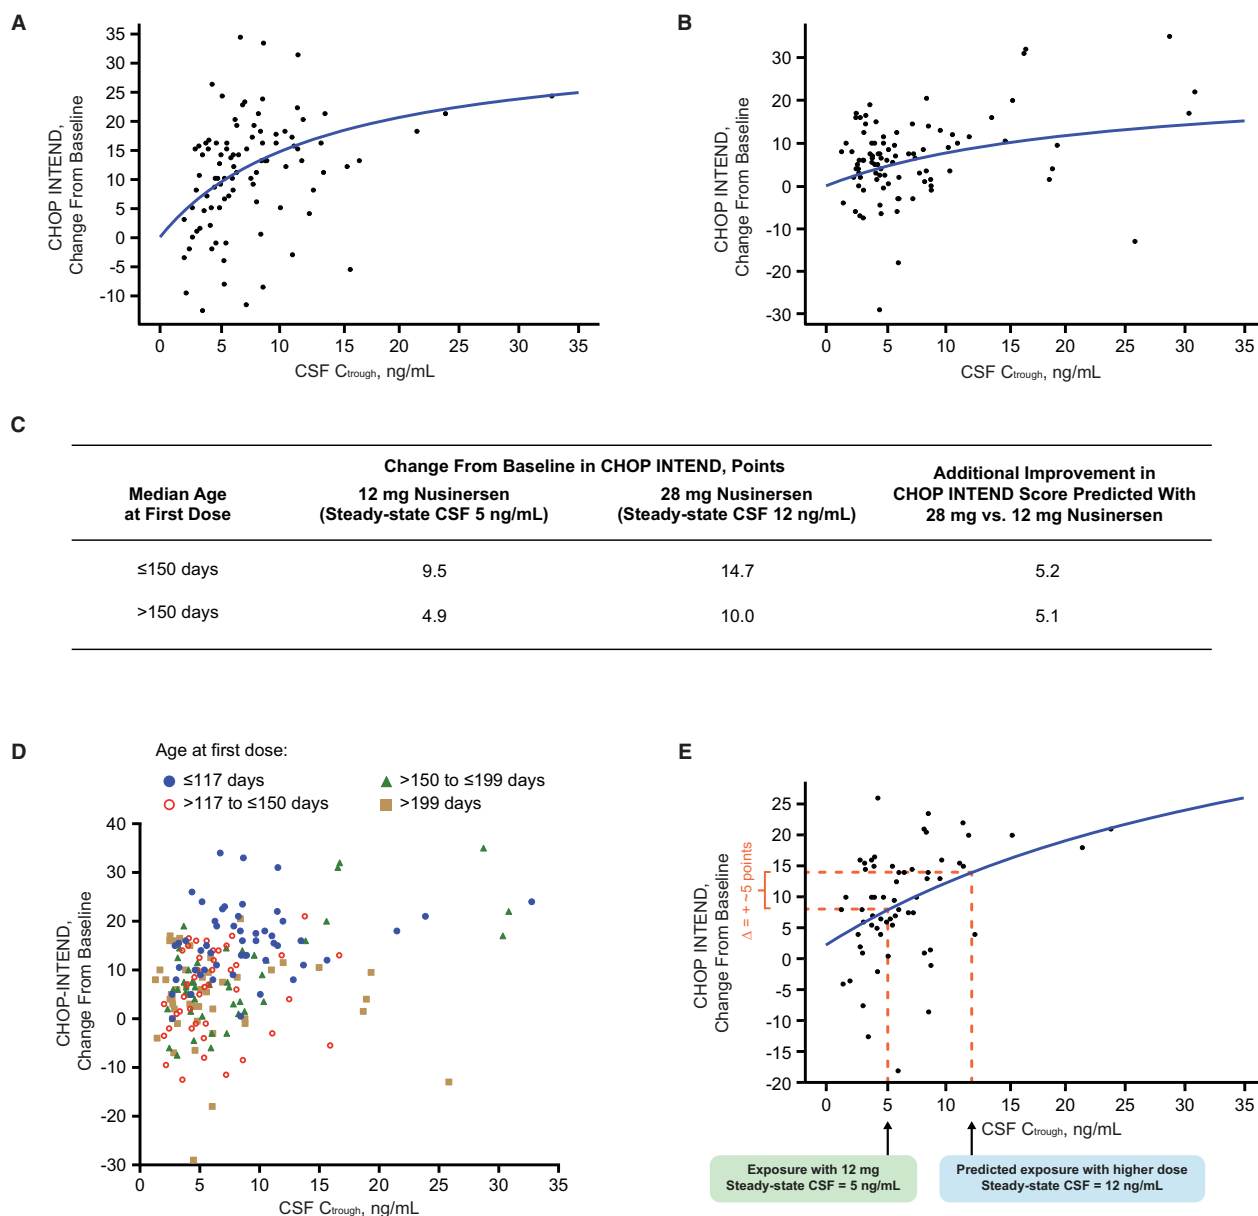 A
CHOP INTEND,
Change From Baseline
35
30
25
20
15
10
5
0
-5
-10
0 5 10 15 20 25 30 35
CSF Ctrough, ng/mL
B
CHOP INTEND,
Change From Baseline
30
20
10
0
-10
-20
-30
0 5 10 15 20 25 30 35
CSF Ctrough, ng/mL
C
Change From Baseline in CHOP INTEND, Points
Median Age
at First Dose
12 mg Nusinersen
(Steady-state CSF 5 ng/mL)
28 mg Nusinersen
(Steady-state CSF 12 ng/mL)
Additional Improvement in
CHOP INTEND Score Predicted With
28 mg vs. 12 mg Nusinersen
≤150 days 9.5 14.7 5.2
>150 days 4.9 10.0 5.1
D
Age at first dose:
≤117 days
>117 to ≤150 days
>150 to ≤199 days
>199 days
CHOP-INTEND,
Change From Baseline
40
30
20
10
0
-10
-20
-30
0 5 10 15 20 25 30 35
CSF Ctrough, ng/mL
E
CHOP INTEND,
Change From Baseline
Δ = + ~5 points
25
20
15
10
5
0
-5
-10
-15
-20
0 5 10 15 20 25 30 35
CSF Ctrough, ng/mL
Exposure with 12 mg
Steady-state CSF = 5 ng/mL
Predicted exposure with higher dose
Steady-state CSF = 12 ng/mL